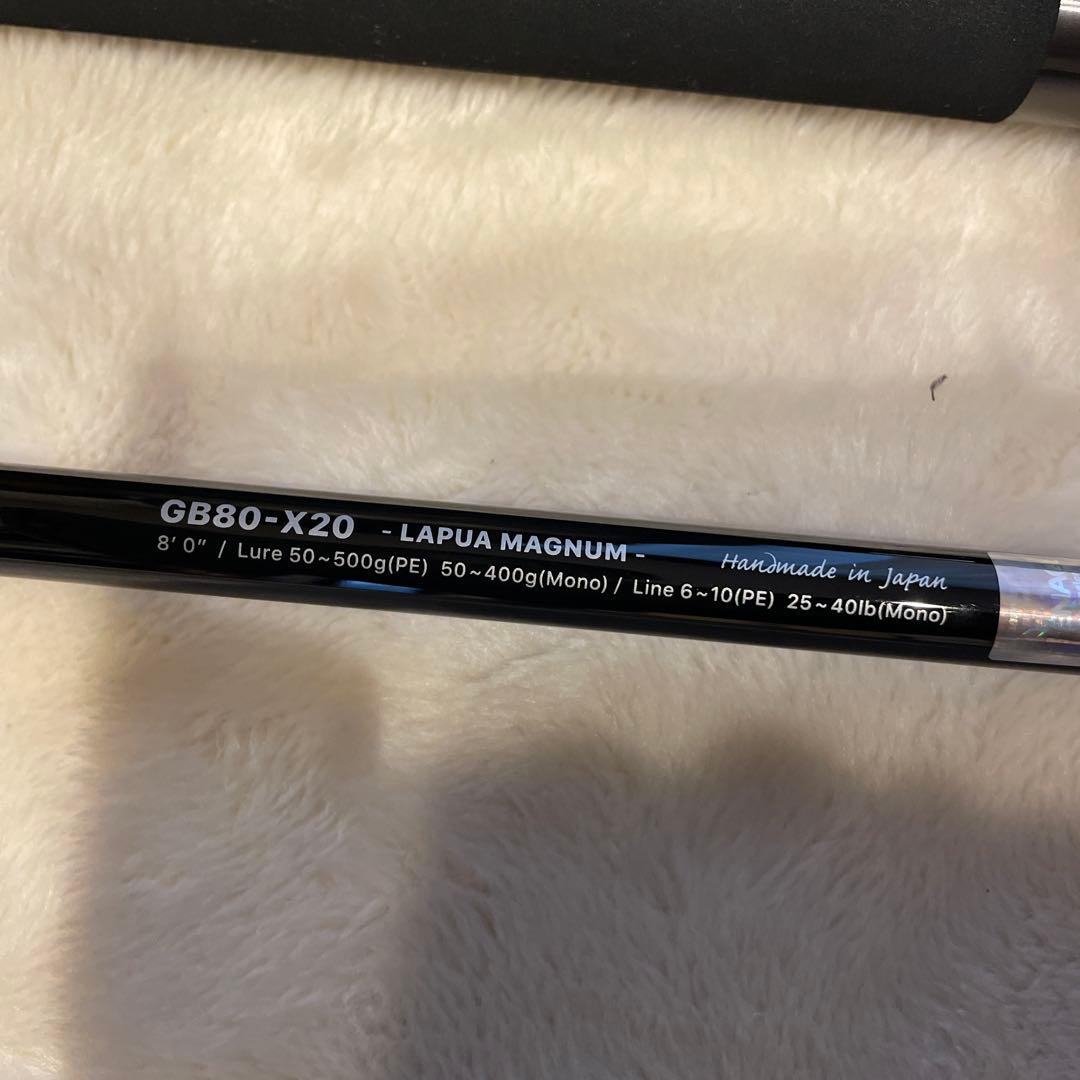 GB80-X20 - LAPUA MAGNUM - Handmade in Japan
8' 0" / Lure 50~500g(PE) 50~400g(Mono) / Line 6~10(PE) 25~40lb(Mono)